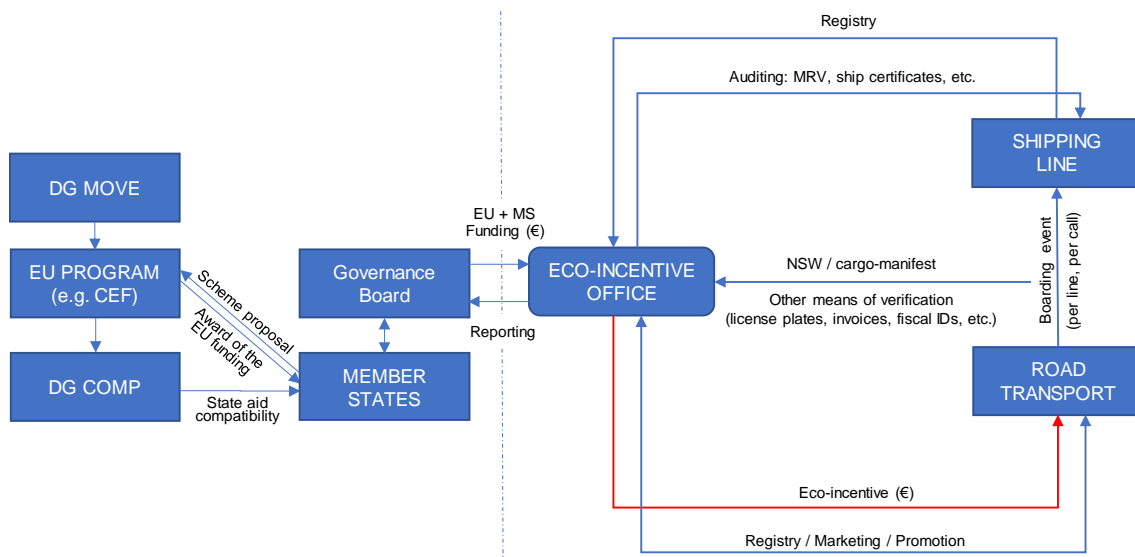 Registry
Auditing: MRV, ship certificates, etc.
SHIPPING
LINE
DG MOVE
EU + MS
Funding (€)
EU PROGRAM
(e.g. CEF)
Scheme proposal
Award of the
EU funding
Governance
Board
ECO-INCENTIVE
OFFICE
NSW / cargo-manifest
Other means of verification
(license plates, invoices, fiscal IDs, etc.)
Boarding event
(per line, per call)
Reporting
DG COMP
State aid
compatibility
MEMBER
STATES
ROAD
TRANSPORT
Eco-incentive (€)
Registry / Marketing / Promotion